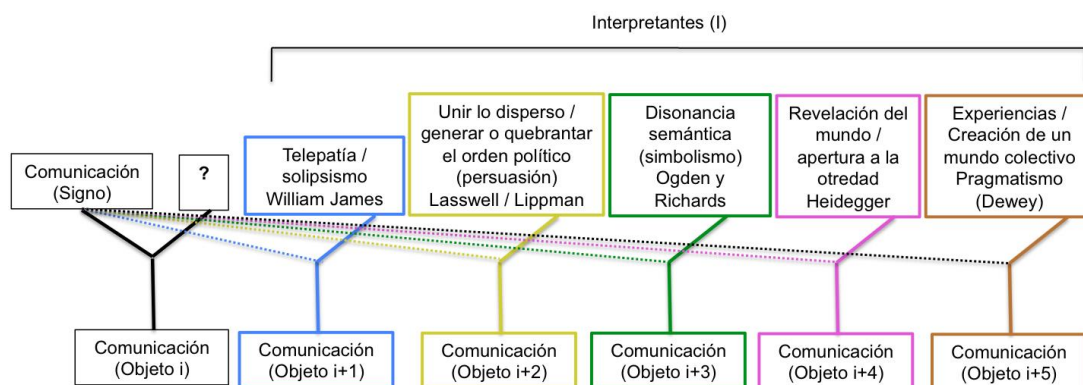 Interpretantes (I)
Comunicación
(Signo)
?
Telepatía /
solipsismo
William James
Unir lo disperso /
generar o quebrantar
el orden político
(persuasión)
Lasswell / Lippman
Disonancia
semántica
(simbolismo)
Ogden y
Richards
Revelación del
mundo /
apertura a la
otredad
Heidegger
Experiencias /
Creación de un
mundo colectivo
Pragmatismo
(Dewey)
Comunicación
(Objeto i)
Comunicación
(Objeto i+1)
Comunicación
(Objeto i+2)
Comunicación
(Objeto i+3)
Comunicación
(Objeto i+4)
Comunicación
(Objeto i+5)